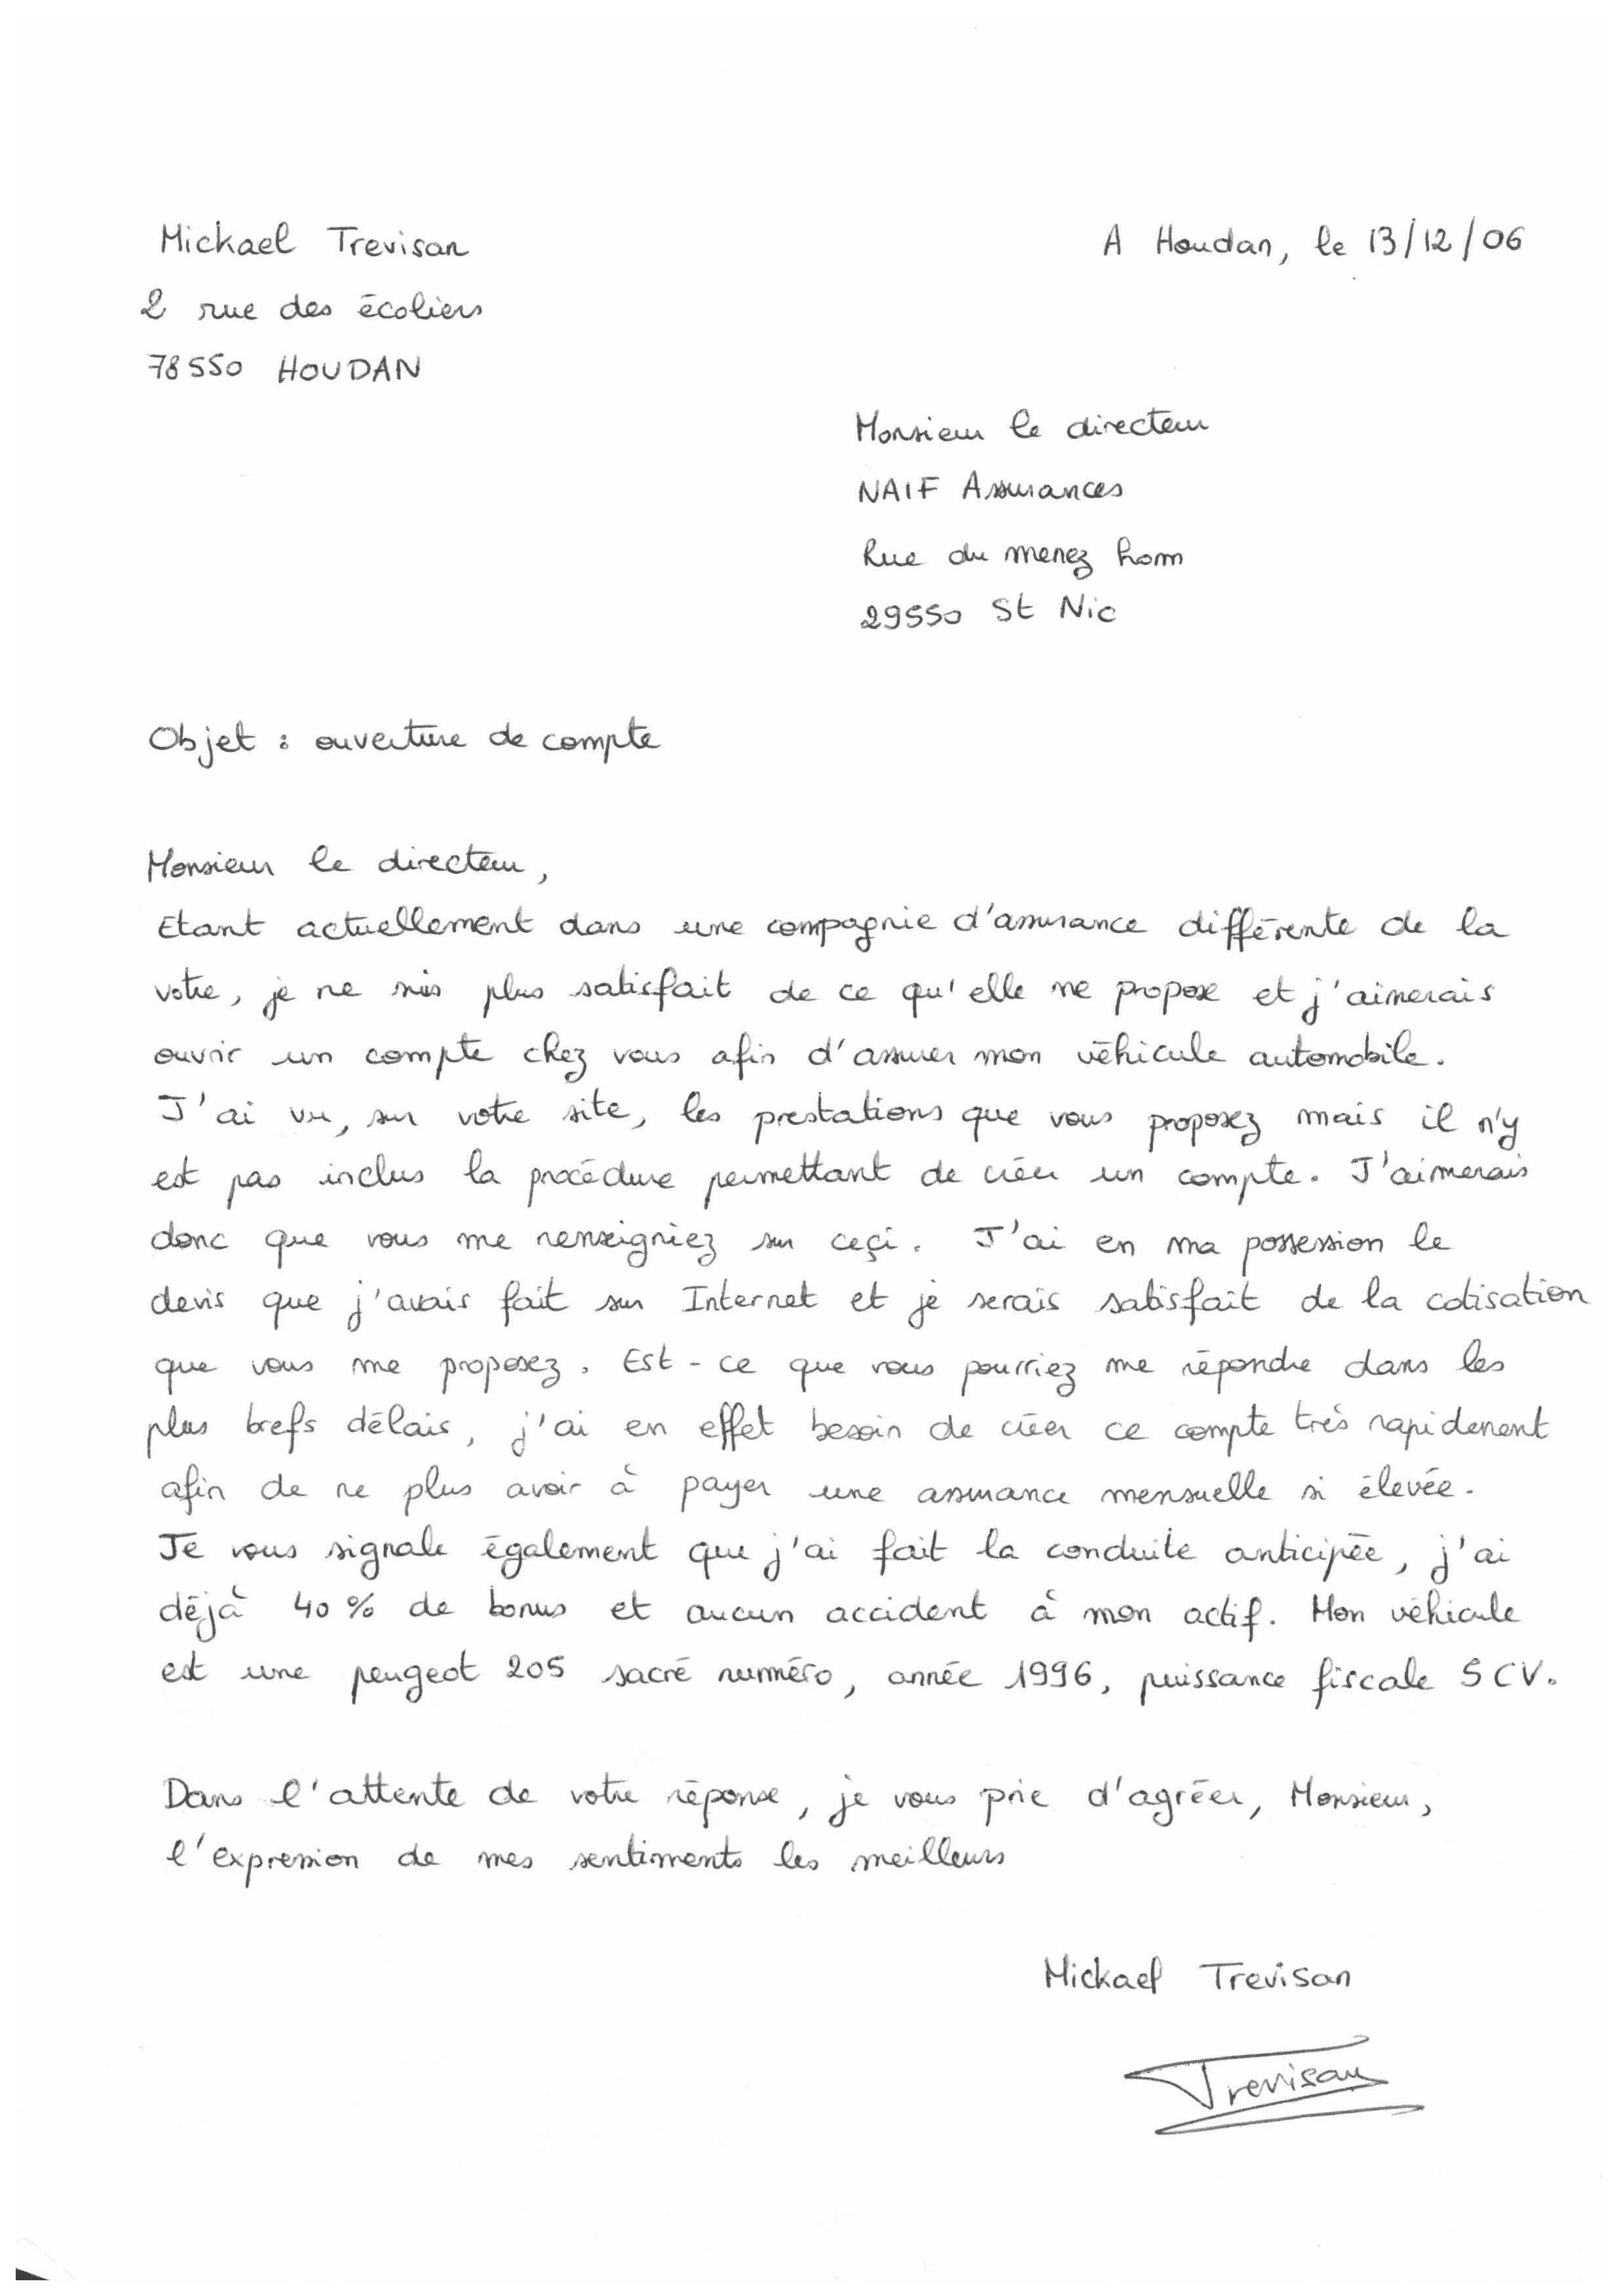 Mickael Trevisan
A Houdan, le 13/12/06
2 rue des écoliers
78550 HOUDAN
Monsieur le directeur
NAIF Assurances
Rue du menez hom
29550 St Nic
Objet : ouverture de compte
Monsieur le directeur,
Etant actuellement dans une compagnie d'assurance différente de la
votre, je ne suis plus satisfait de ce qu'elle me propose et j'aimerais
ouvrir un compte chez vous afin d'assurer mon véhicule automobile.
J'ai vu, sur votre site, les prestations que vous proposez mais il n'y
est pas inclus la procédure permettant de créer un compte. J'aimerais
donc que vous me renseigniez sur ceçi. J'ai en ma possession le
devis que j'avais fait sur Internet et je serais satisfait de la cotisation
que vous me proposez. Est-ce que vous pourriez me répondre dans les
plus brefs délais, j'ai en effet besoin de créer ce compte très rapidement
afin de ne plus avoir à payer une assurance mensuelle si élevée.
Je vous signale également que j'ai fait la conduite anticipée, j'ai
déjà 40 % de bonus et aucun accident à mon actif. Mon véhicule
est une peugeot 205 sacré numéro, année 1996, puissance fiscale 5 CV.
Dans l'attente de votre réponse, je vous prie d'agréer, Monsieur,
l'expression de mes sentiments les meilleurs
Mickael Trevisan
Trevisan